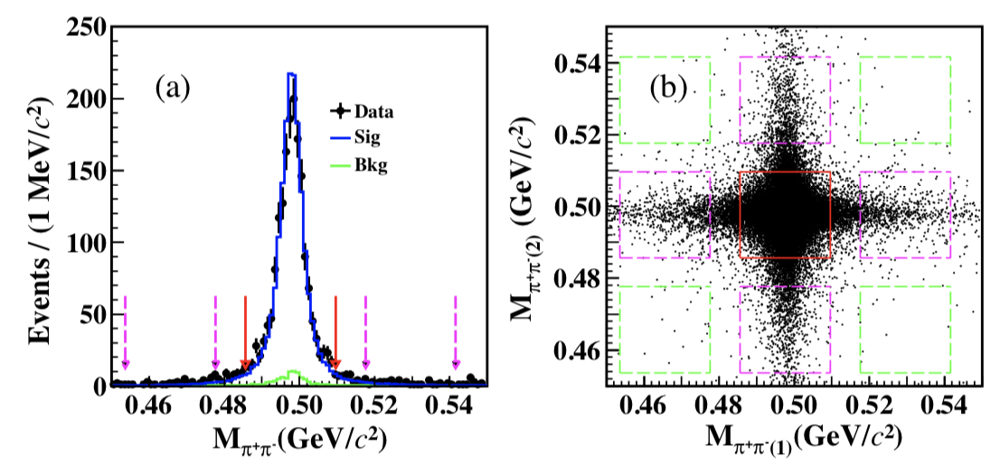 250
200
150
100
50
0
Events / (1 MeV/c²)
(a)
Data
Sig
Bkg
0.46 0.48 0.50 0.52 0.54
Mπ⁺π⁻(GeV/c²)
0.54
0.52
0.50
0.48
0.46
Mπ⁺π⁻(2) (GeV/c²)
(b)
0.46 0.48 0.50 0.52 0.54
Mπ⁺π⁻(1)(GeV/c²)